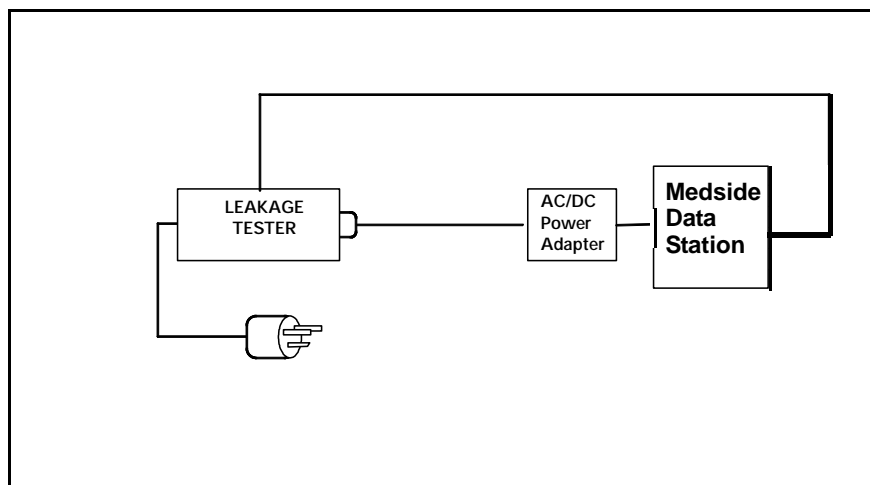 LEAKAGE
TESTER
AC/DC
Power
Adapter
Medside
Data
Station